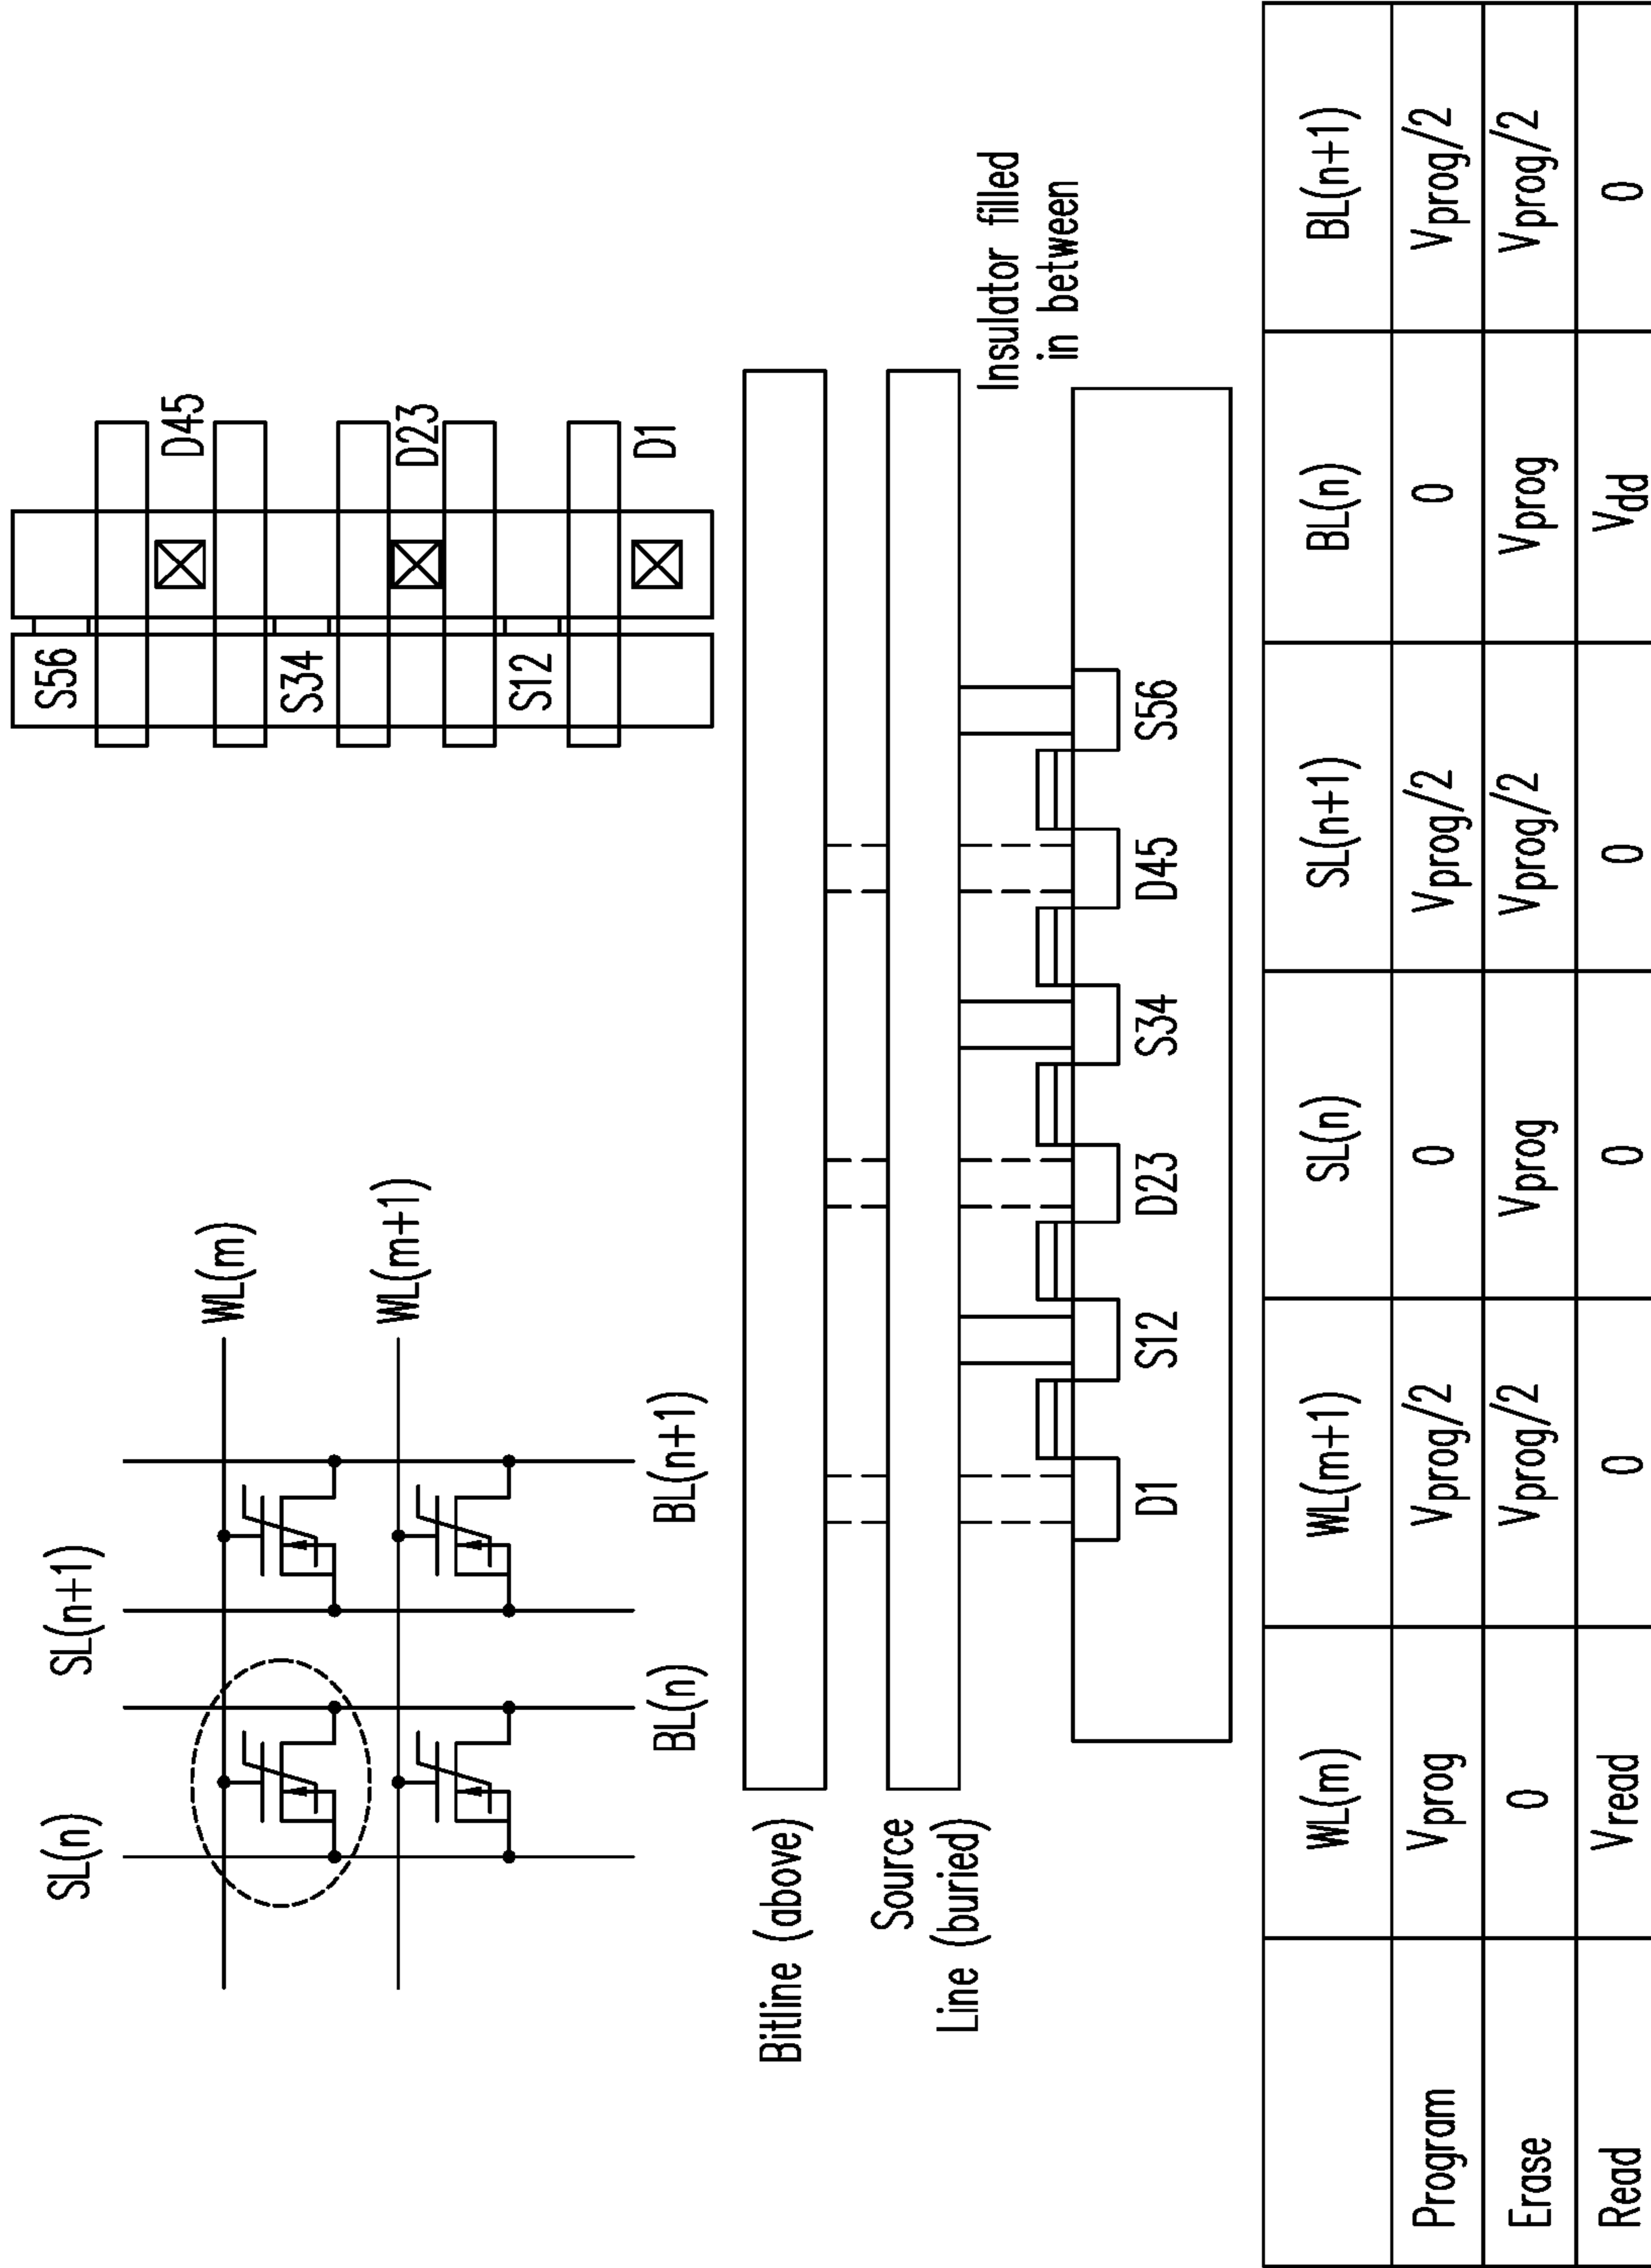 SL(n)
SL(n+1)
WL(m)
WL(m+1)
BL(n)
BL(n+1)
S56
S34
S12
D45
D23
D1
Bitline (above)
Source
Line (buried)
Insulator filled
in between
D1
S12
D23
S34
D45
S56
WL(m) WL(m+1) SL(n) SL(n+1) BL(n) BL(n+1)
Program Vprog Vprog/2 0 Vprog/2 0 Vprog/2
Erase 0 Vprog/2 Vprog Vprog/2 Vprog Vprog/2
Read Vread 0 0 0 Vdd 0